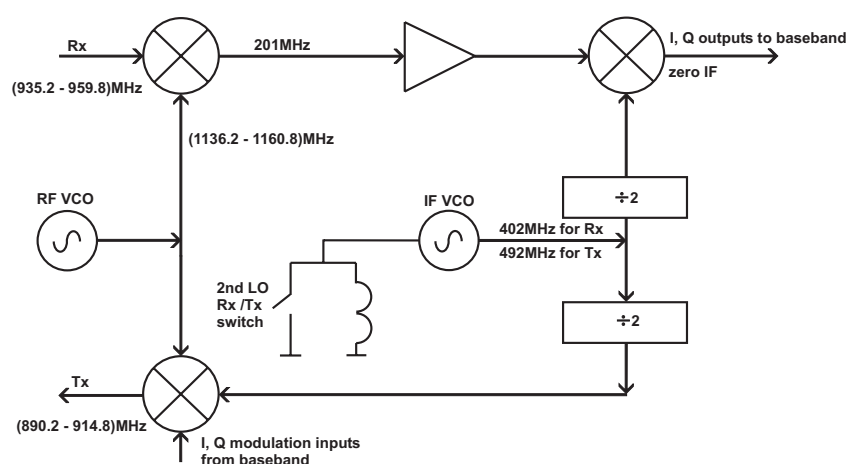 Rx
201MHz
I, Q outputs to baseband
zero IF
(935.2 - 959.8)MHz
(1136.2 - 1160.8)MHz
÷2
RF VCO
IF VCO
402MHz for Rx
492MHz for Tx
2nd LO
Rx /Tx
switch
÷2
Tx
(890.2 - 914.8)MHz
I, Q modulation inputs
from baseband